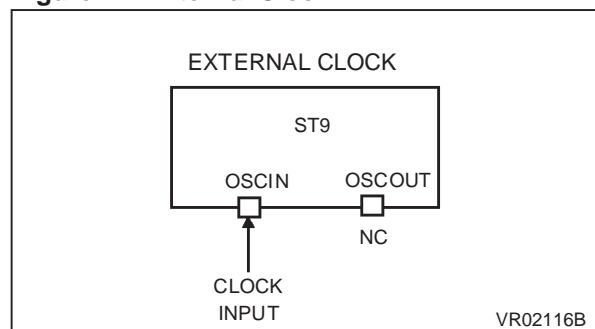 EXTERNAL CLOCK
ST9
OSCIN OSCOUT
NC
CLOCK
INPUT
VR02116B